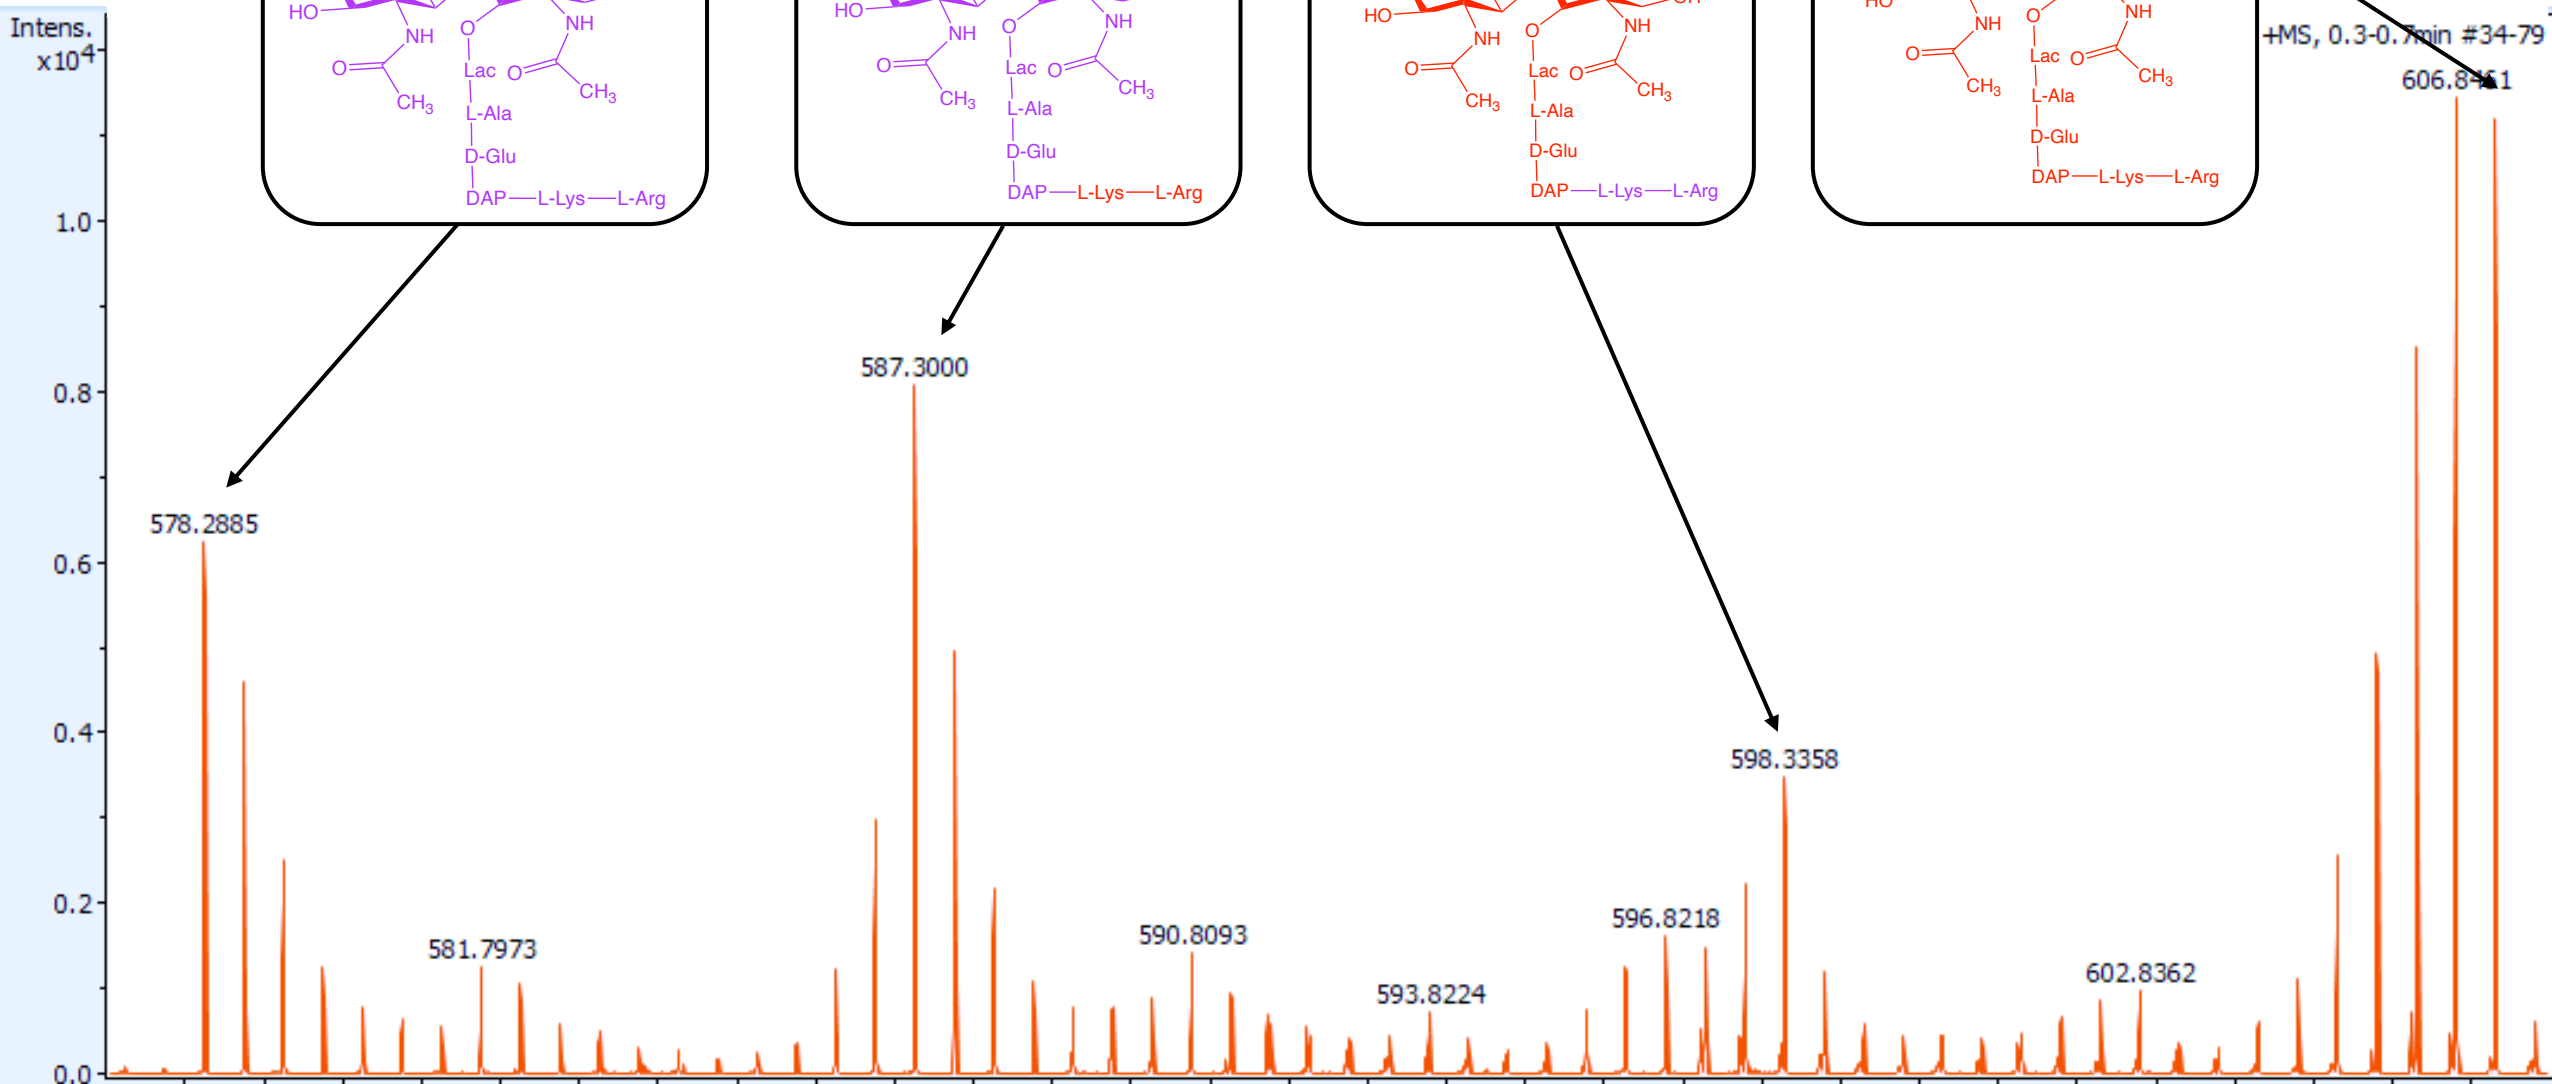 Intens.
x10⁴
+MS, 0.3-0.7min #34-79
HO
NH
O
CH₃
O
Lac
L-Ala
D-Glu
DAP—L-Lys—L-Arg
NH
O
CH₃
HO
NH
O
CH₃
O
Lac
L-Ala
D-Glu
DAP—L-Lys—L-Arg
NH
O
CH₃
HO
NH
O
CH₃
O
Lac
L-Ala
D-Glu
DAP—L-Lys—L-Arg
NH
O
CH₃
NH
O
CH₃
O
Lac
L-Ala
D-Glu
DAP—L-Lys—L-Arg
NH
O
CH₃
1.0
0.8
0.6
0.4
0.2
0.0
578.2885
581.7973
587.3000
590.8093
593.8224
596.8218
598.3358
602.8362